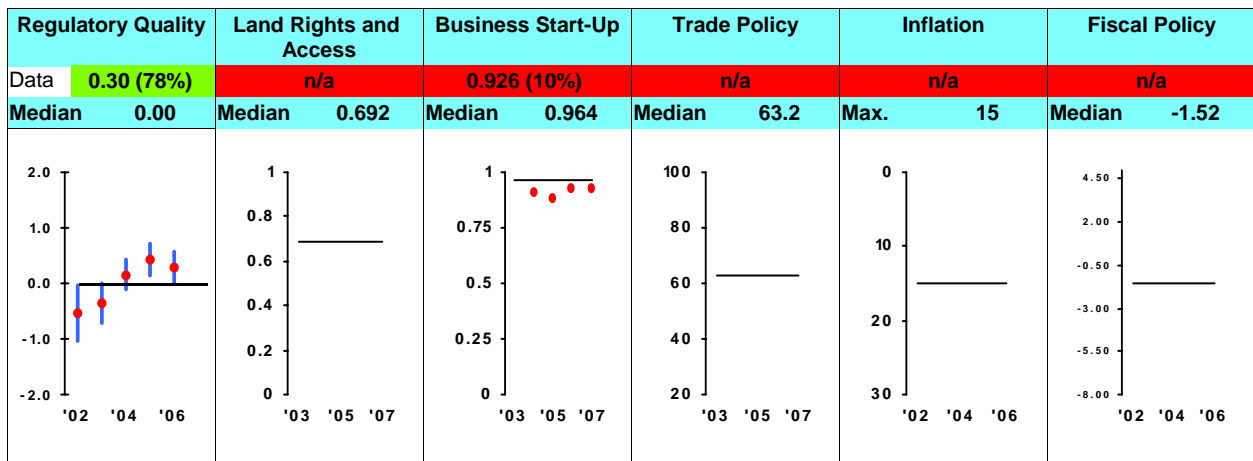 Regulatory Quality
Land Rights and
Access
Business Start-Up
Trade Policy
Inflation
Fiscal Policy
Data 0.30 (78%)
n/a
0.926 (10%)
n/a
n/a
n/a
Median 0.00
Median 0.692
Median 0.964
Median 63.2
Max. 15
Median -1.52
2.0
1.0
0.0
-1.0
-2.0
'02 '04 '06
1
0.8
0.6
0.4
0.2
0
'03 '05 '07
1
0.75
0.5
0.25
0
'03 '05 '07
100
80
60
40
20
'03 '05 '07
0
10
20
30
'02 '04 '06
4.50
2.00
-0.50
-3.00
-5.50
-8.00
'02 '04 '06